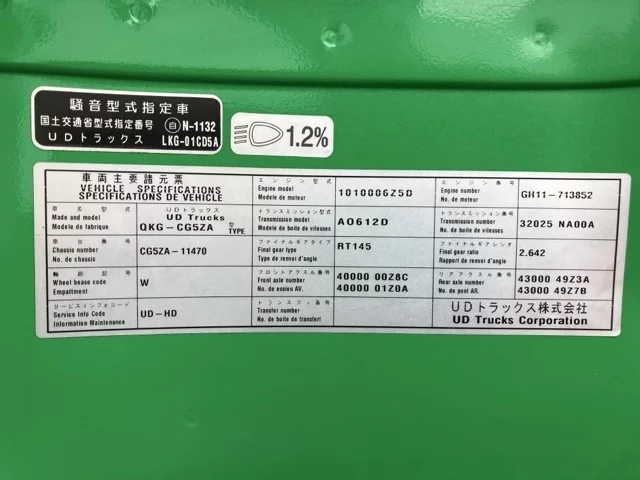 騒音型式指定車
国土交通省型式指定番号 自 N-1132
UDトラックス LKG-01CD5A
1.2%
車両主要諸元票
VEHICLE SPECIFICATIONS
SPECIFICATIONS DE VEHICLE
車名 UDトラックス
Made and model UD Trucks
Modele de fabrique QKG-CG5ZA 型 TYPE
車台番号
Chassis number CG5ZA-11470
No. de chassis
軸距記号
Wheel base code W
Empattment
サービスインフォコード
Service Info Code UD-HD
Information Maintenance
エンジン型式
Engine model 1010006Z5D
Modele de moteur
トランスミッション型式
Transmission model AO612D
Modele de boite de vitesses
ファイナルギアタイプ
Final gear type RT145
Type de renvoi d'angle
フロントアクスル番号
Front axle number 40000 00Z8C
No. de essieu AV. 40000 01Z0A
トランスファ番号
Transfer number
No. de boite de transfert
エンジン番号
Engine number GH11-713852
No. de moteur
トランスミッション番号
Transmission number 32025 NA00A
No. de boite de vitesses
ファイナルギアレシオ
Final gear ratio 2.642
Rapport de renvoi d'angle
リアアクスル番号
Rear axle number 43000 49Z3A
No. de pont AR. 43000 49Z7B
UDトラックス株式会社
UD Trucks Corporation